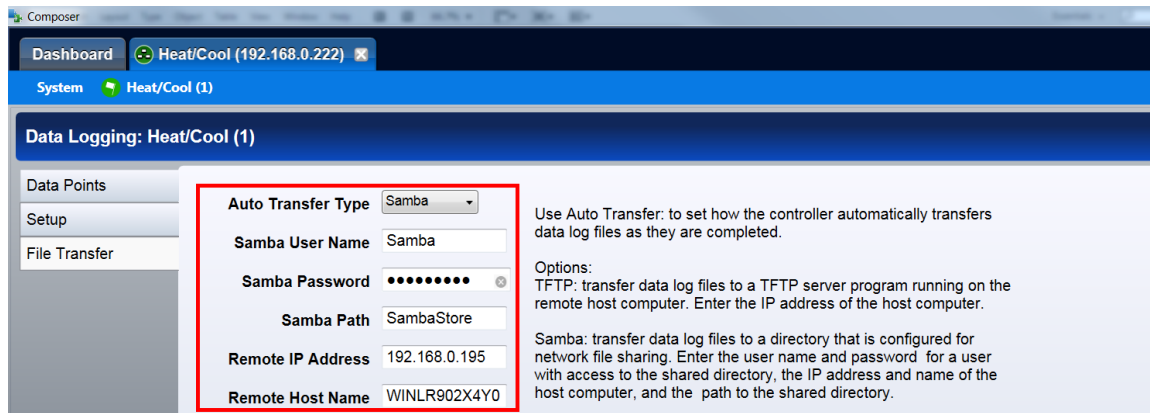 Composer
Dashboard
Heat/Cool (192.168.0.222)
System Heat/Cool (1)
Data Logging: Heat/Cool (1)
Data Points
Setup
File Transfer
Auto Transfer Type Samba
Samba User Name Samba
Samba Password •••••••••
Samba Path SambaStore
Remote IP Address 192.168.0.195
Remote Host Name WINLR902X4Y0
Use Auto Transfer: to set how the controller automatically transfers
data log files as they are completed.
Options:
TFTP: transfer data log files to a TFTP server program running on the
remote host computer. Enter the IP address of the host computer.
Samba: transfer data log files to a directory that is configured for
network file sharing. Enter the user name and password for a user
with access to the shared directory, the IP address and name of the
host computer, and the path to the shared directory.